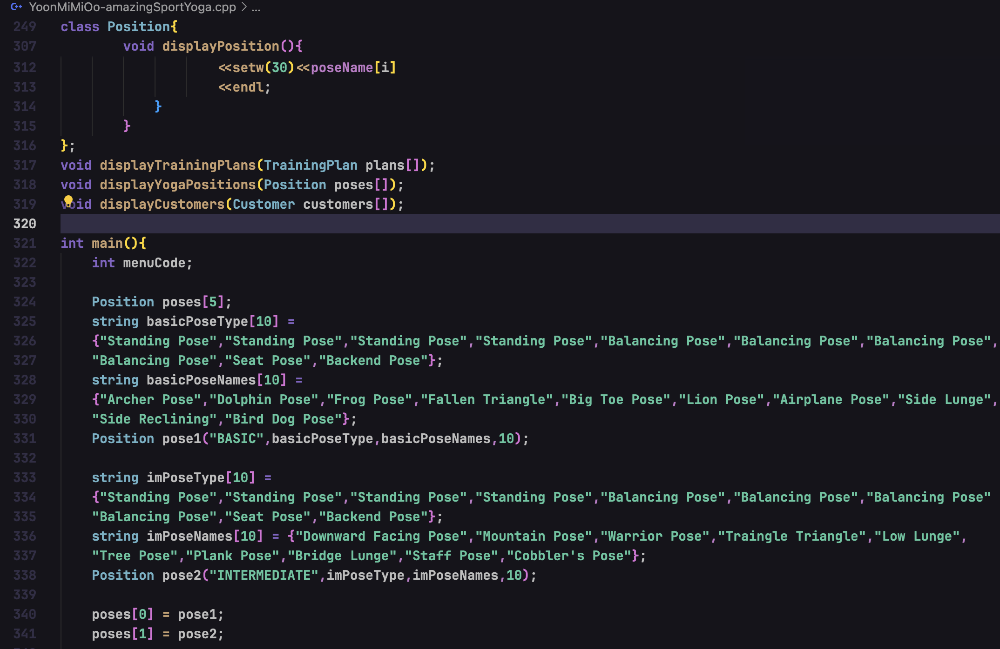 YoonMiMiOo-amazingSportYoga.cpp > ...
249 class Position{
307 void displayPosition(){
312 <<setw(30)<<poseName[i]
313 <<endl;
314 }
315 }
316 };
317 void displayTrainingPlans(TrainingPlan plans[]);
318 void displayYogaPositions(Position poses[]);
319 void displayCustomers(Customer customers[]);
320
321 int main(){
322 int menuCode;
323
324 Position poses[5];
325 string basicPoseType[10] =
326 {"Standing Pose","Standing Pose","Standing Pose","Standing Pose","Balancing Pose","Balancing Pose","Balancing Pose",
327 "Balancing Pose","Seat Pose","Backend Pose"};
328 string basicPoseNames[10] =
329 {"Archer Pose","Dolphin Pose","Frog Pose","Fallen Triangle","Big Toe Pose","Lion Pose","Airplane Pose","Side Lunge",
330 "Side Reclining","Bird Dog Pose"};
331 Position pose1("BASIC",basicPoseType,basicPoseNames,10);
332
333 string imPoseType[10] =
334 {"Standing Pose","Standing Pose","Standing Pose","Standing Pose","Balancing Pose","Balancing Pose","Balancing Pose"
335 "Balancing Pose","Seat Pose","Backend Pose"};
336 string imPoseNames[10] = {"Downward Facing Pose","Mountain Pose","Warrior Pose","Traingle Triangle","Low Lunge",
337 "Tree Pose","Plank Pose","Bridge Lunge","Staff Pose","Cobbler's Pose"};
338 Position pose2("INTERMEDIATE",imPoseType,imPoseNames,10);
339
340 poses[0] = pose1;
341 poses[1] = pose2;